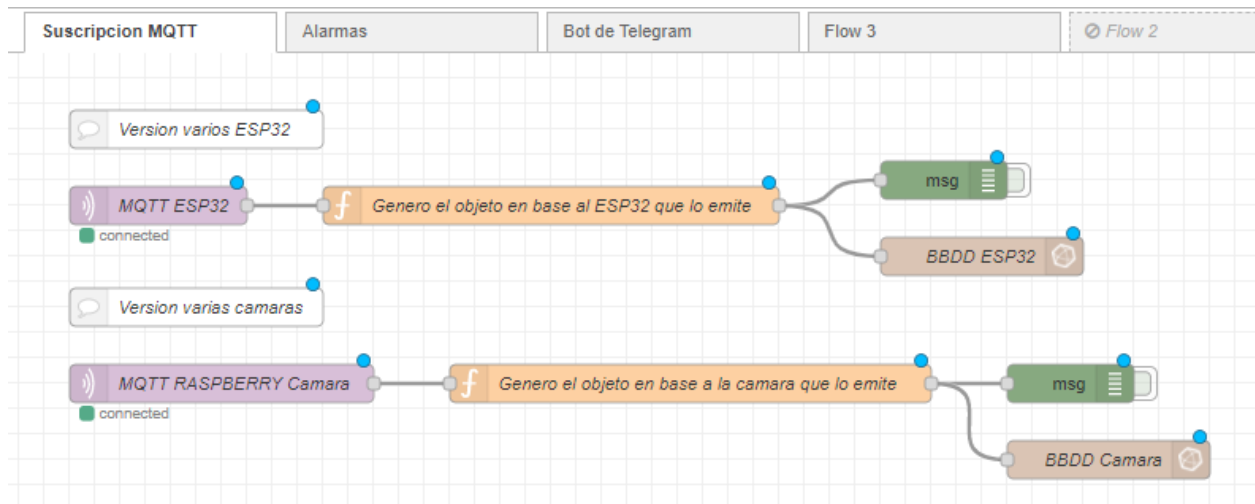 Suscripcion MQTT
Alarmas
Bot de Telegram
Flow 3
Flow 2
Version varios ESP32
MQTT ESP32
connected
Genero el objeto en base al ESP32 que lo emite
msg
BBDD ESP32
Version varias camaras
MQTT RASPBERRY Camara
connected
Genero el objeto en base a la camara que lo emite
msg
BBDD Camara